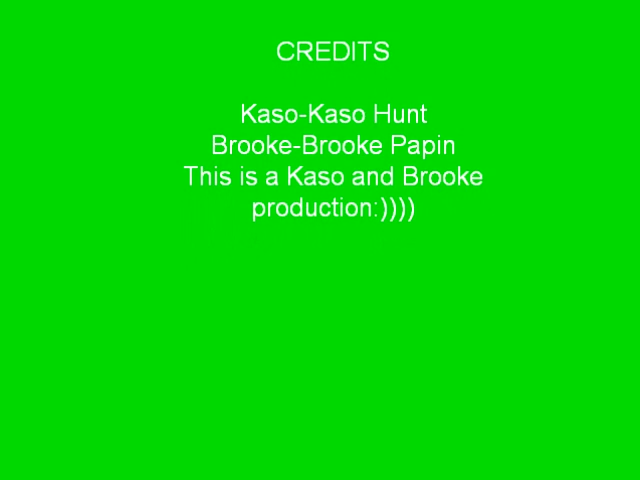 CREDITS
Kaso-Kaso Hunt
Brooke-Brooke Papin
This is a Kaso and Brooke
production:))))